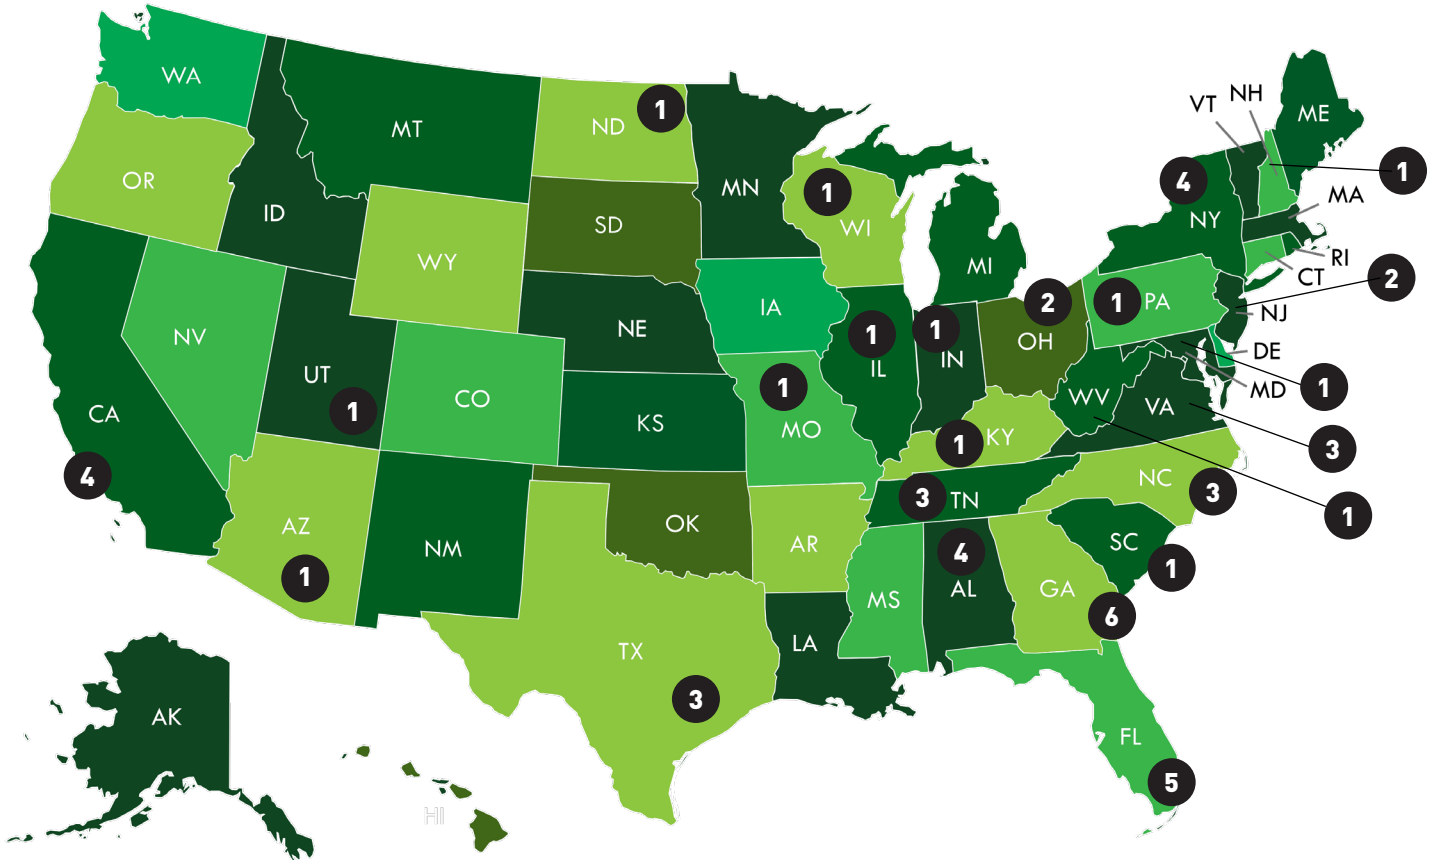 WA
MT
ND
1
MN
VT
NH
ME
OR
ID
SD
1
WI
4
NY
1
MA
WY
MI
RI
CT
NV
NE
IA
1
IL
1
IN
2
OH
1
PA
2
NJ
UT
1
CO
KS
1
MO
WV
VA
DE
MD
1
CA
4
1
KY
3
AZ
1
NM
OK
AR
3
TN
NC
3
1
4
AL
GA
6
SC
1
MS
TX
3
LA
AK
HI
FL
5